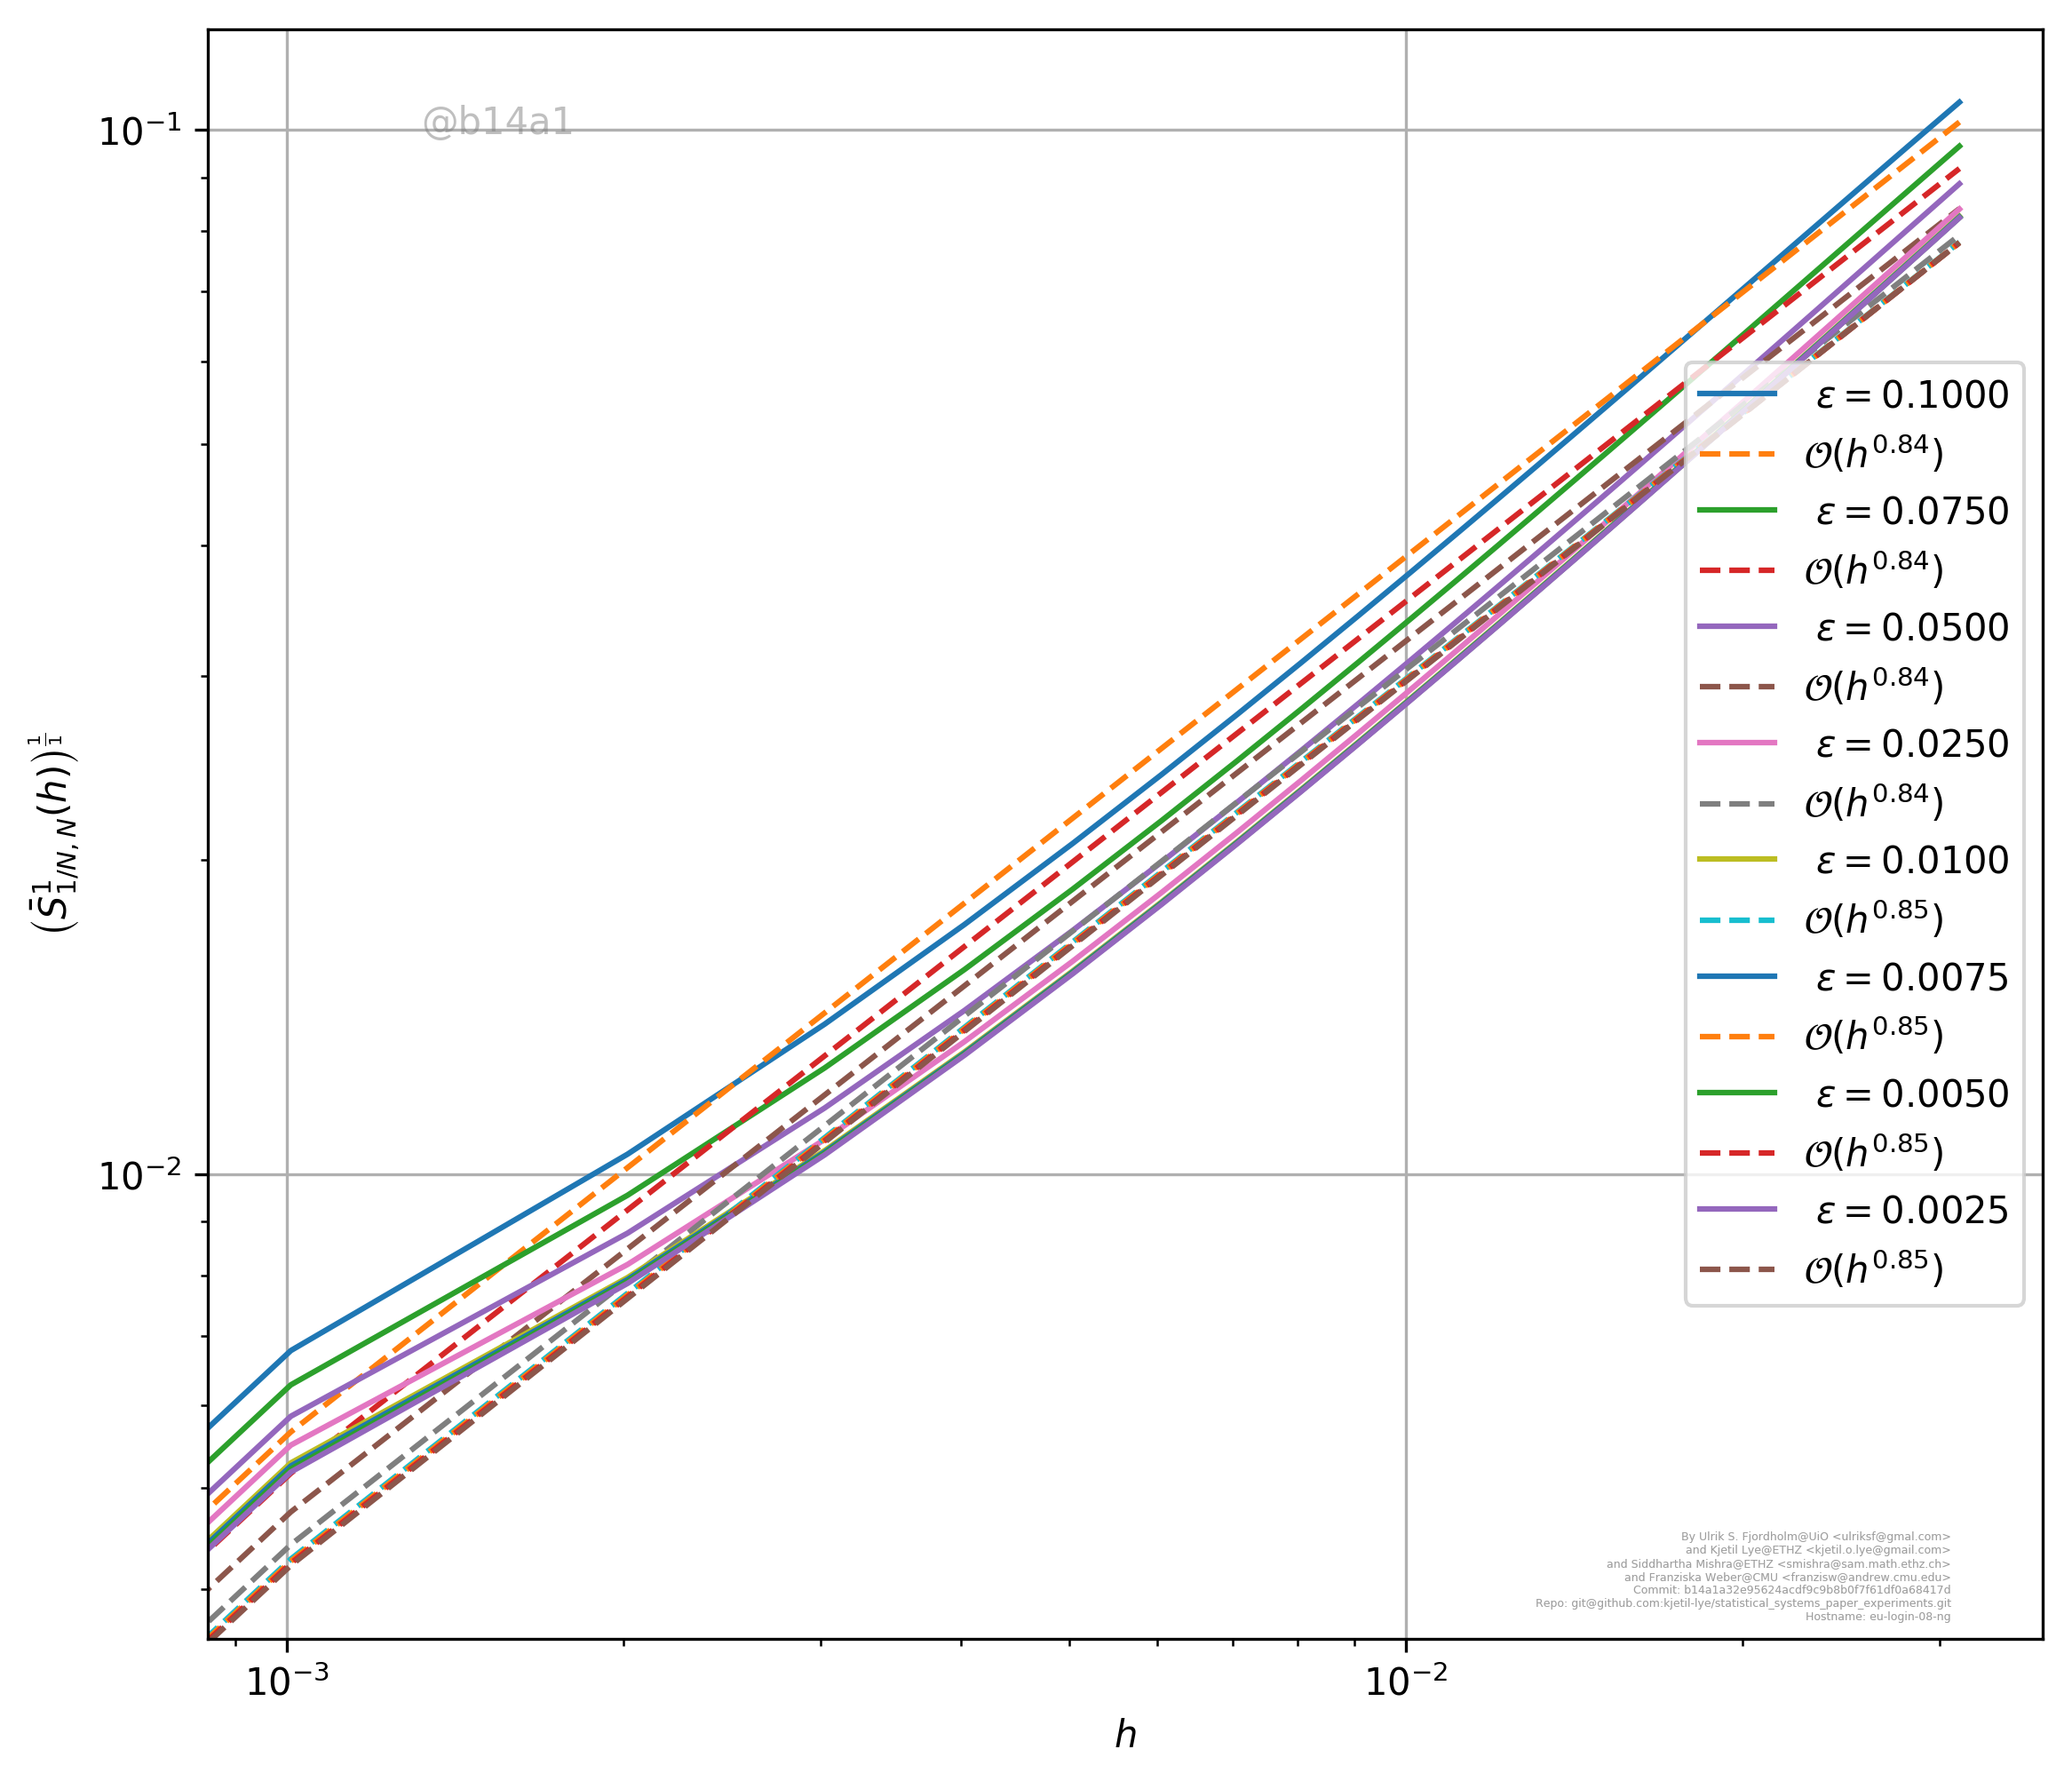 @b14a1
10⁻¹
10⁻²
(S̄¹₁/N, N(h))^(1/1)
ε = 0.1000
𝒪(h^0.84)
ε = 0.0750
𝒪(h^0.84)
ε = 0.0500
𝒪(h^0.84)
ε = 0.0250
𝒪(h^0.84)
ε = 0.0100
𝒪(h^0.85)
ε = 0.0075
𝒪(h^0.85)
ε = 0.0050
𝒪(h^0.85)
ε = 0.0025
𝒪(h^0.85)
By Ulrik S. Fjordholm@UiO <ulriksf@gmal.com>
and Kjetil Lye@ETHZ <kjetil.o.lye@gmail.com>
and Siddhartha Mishra@ETHZ <smishra@sam.math.ethz.ch>
and Franziska Weber@CMU <franzisw@andrew.cmu.edu>
Commit: b14a1a32e95624acdf9c9b8b0f7f61df0a68417d
Repo: git@github.com:kjetil-lye/statistical_systems_paper_experiments.git
Hostname: eu-login-08-ng
10⁻³
10⁻²
h